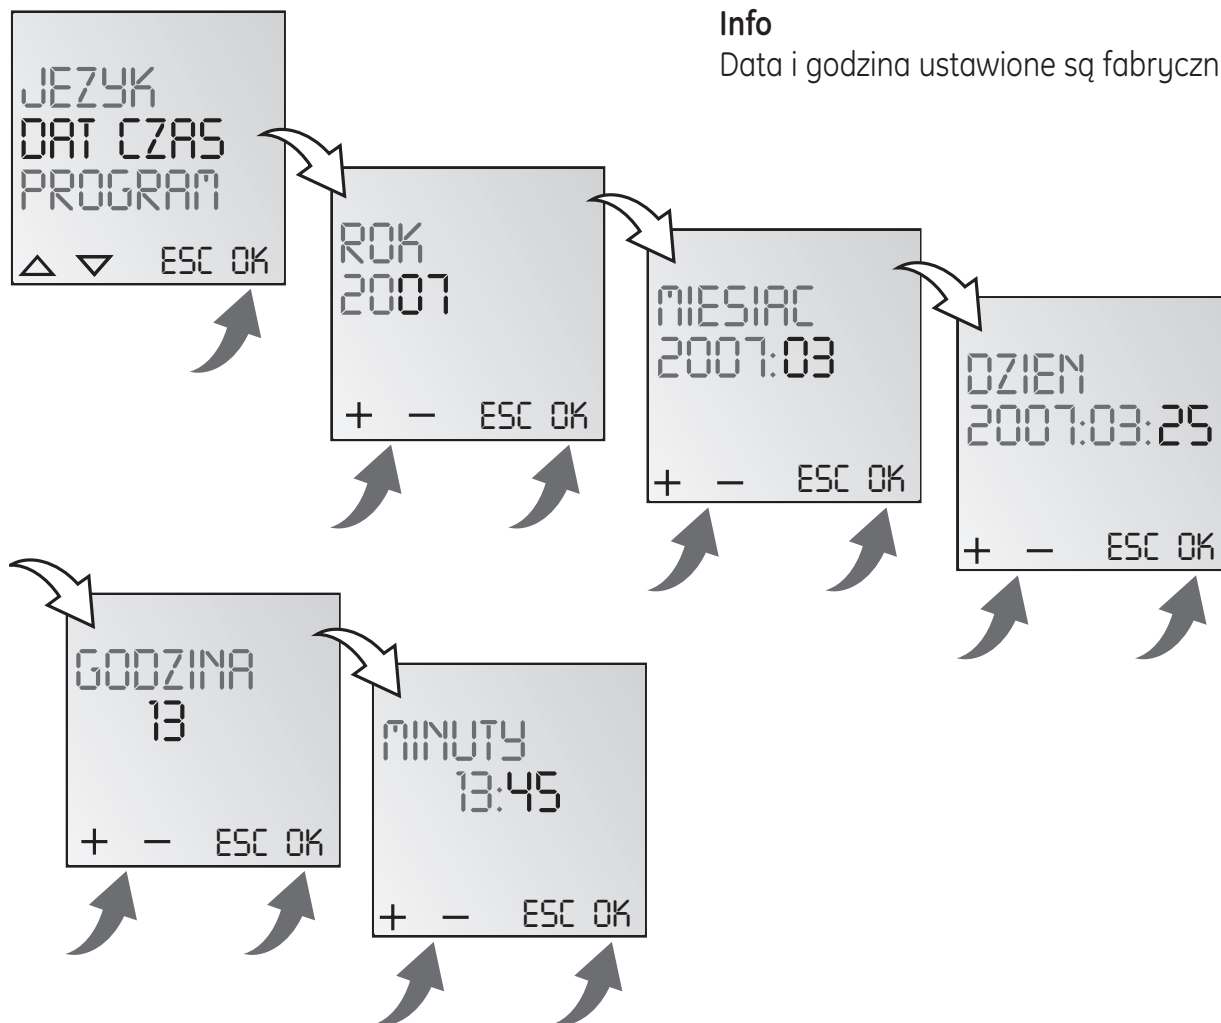 Info
Data i godzina ustawione są fabryczn
JEZYK
DAT CZAS
PROGRAM
ESC OK
ROK
2007
+ − ESC OK
MIESIAC
2007:03
+ − ESC OK
DZIEN
2007:03:25
+ − ESC OK
GODZINA
13
+ − ESC OK
MINUTY
13:45
+ − ESC OK